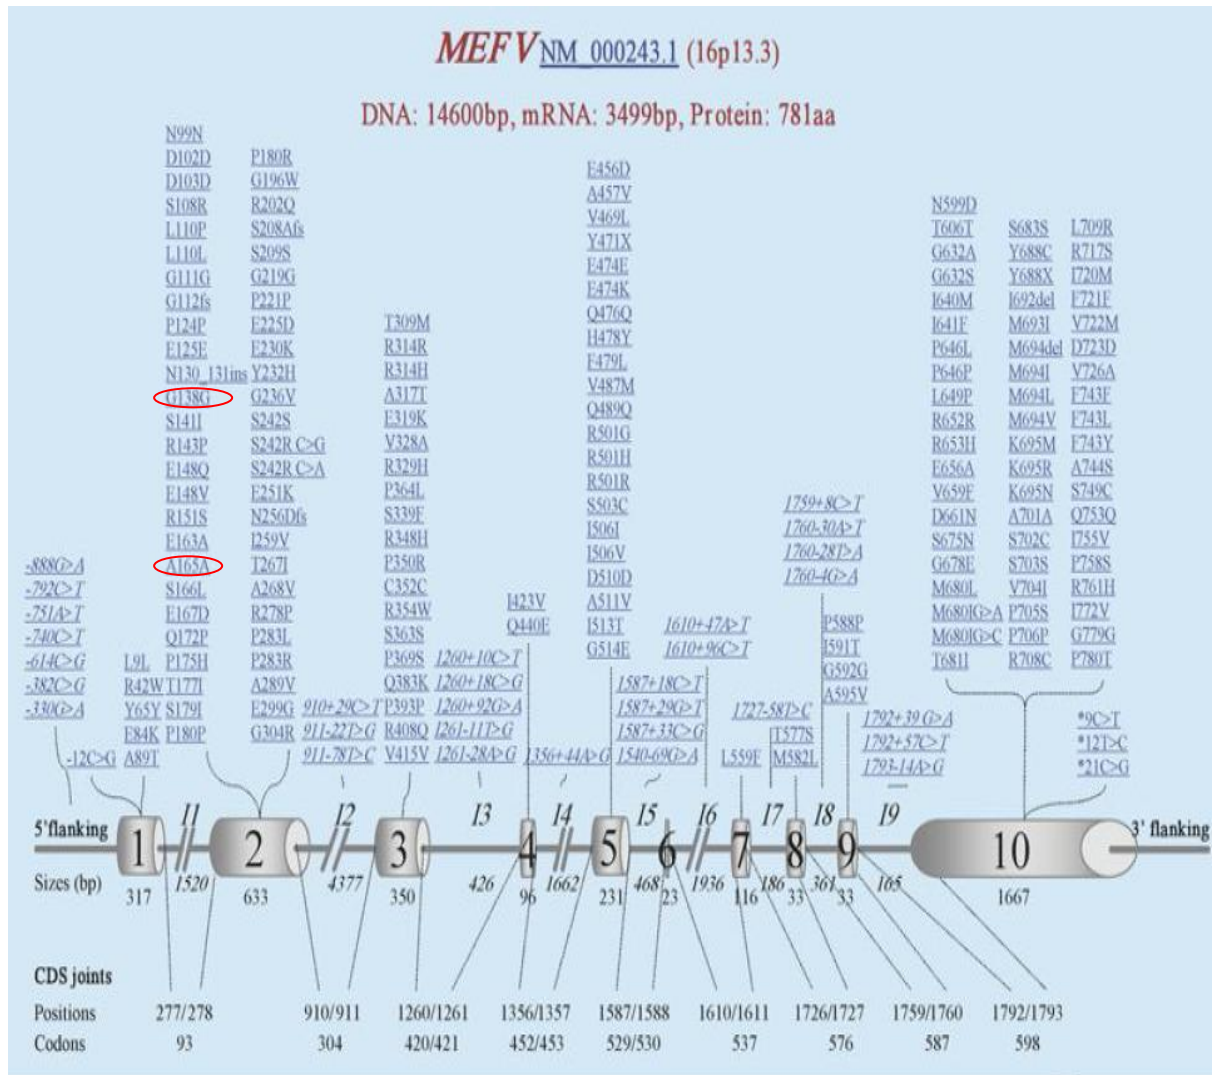 MEFV NM_000243.1 (16p13.3)
DNA: 14600bp, mRNA: 3499bp, Protein: 781aa
-888G>A
-792C>T
-751A>T
-740C>T
-614C>G
-382C>G
-330G>A
-12C>G
L9L
R42W
Y65Y
E84K
A89T
N99N
D102D
D103D
S108R
L110P
L110L
G111G
G112fs
P124P
E125E
N130_131ins
G138G
S141I
R143P
E148Q
E148V
R151S
E163A
A165A
S166L
E167D
Q172P
P175H
T177I
S179I
P180P
P180R
G196W
R202Q
S208Afs
S209S
G219G
P221P
E225D
E230K
Y232H
G236V
S242S
S242R C>G
S242R C>A
E251K
N256Dfs
I259V
T267I
A268V
R278P
P283L
P283R
A289V
E299G
G304R
910+29C>T
911-22T>G
911-78T>C
T309M
R314R
R314H
A317T
E319K
V328A
R329H
P364L
S339F
R348H
P350R
C352C
R354W
S363S
P369S
Q383K
P393P
R408Q
V415V
1260+10C>T
1260+18C>G
1260+92G>A
1261-11T>G
1261-28A>G
I423V
Q440E
1356+44A>G
E456D
A457V
V469L
Y471X
E474E
E474K
Q476Q
H478Y
F479L
V487M
Q489Q
R501G
R501H
R501R
S503C
I506I
I506V
D510D
A511V
I513T
G514E
1587+18C>T
1587+29G>T
1587+33C>G
1540-69G>A
1610+47A>T
1610+96C>T
L559F
1727-58T>C
T577S
M582L
1759+8C>T
1760-30A>T
1760-28T>A
1760-4G>A
P588P
I591T
G592G
A595V
1792+39 G>A
1792+57C>T
1793-14A>G
N599D
T606T
G632A
G632S
I640M
I641F
P646L
P646P
L649P
R652R
R653H
E656A
V659F
D661N
S675N
G678E
M680L
M680IG>A
M680IG>C
T681I
S683S
Y688C
Y688X
I692del
M693I
M694del
M694I
M694L
M694V
K695M
K695R
K695N
A701A
S702C
S703S
V704I
P705S
P706P
R708C
L709R
R717S
I720M
F721F
V722M
D723D
V726A
F743F
F743L
F743Y
A744S
S749C
Q753Q
I755V
P758S
R761H
I772V
G779G
P780T
*9C>T
*12T>C
*21C>G
5'flanking 1 I1 2 I2 3 I3 4 I4 5 I5 6 I6 7 I7 8 I8 9 I9 10 3' flanking
Sizes (bp) 317 1520 633 4377 350 426 96 1662 231 468 23 1936 116 186 33 361 33 165 1667
CDS joints
Positions 277/278 910/911 1260/1261 1356/1357 1587/1588 1610/1611 1726/1727 1759/1760 1792/1793
Codons 93 304 420/421 452/453 529/530 537 576 587 598